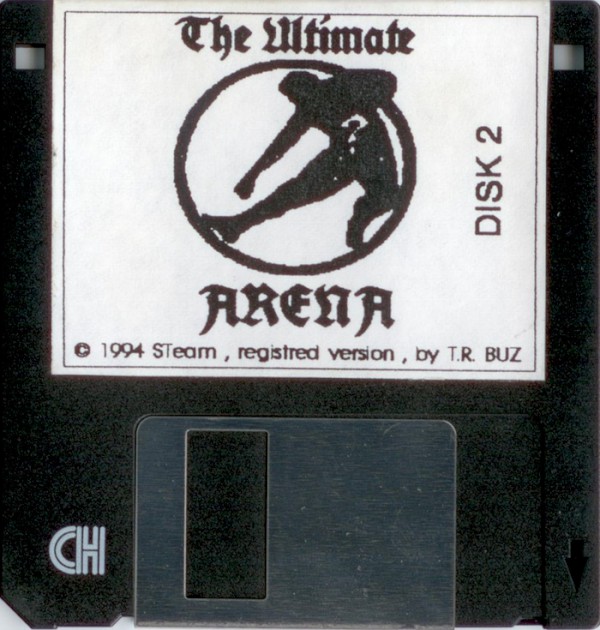 The Ultimate
DISK 2
ARENA
© 1994 STeam , registred version , by T.R. BUZ
CH